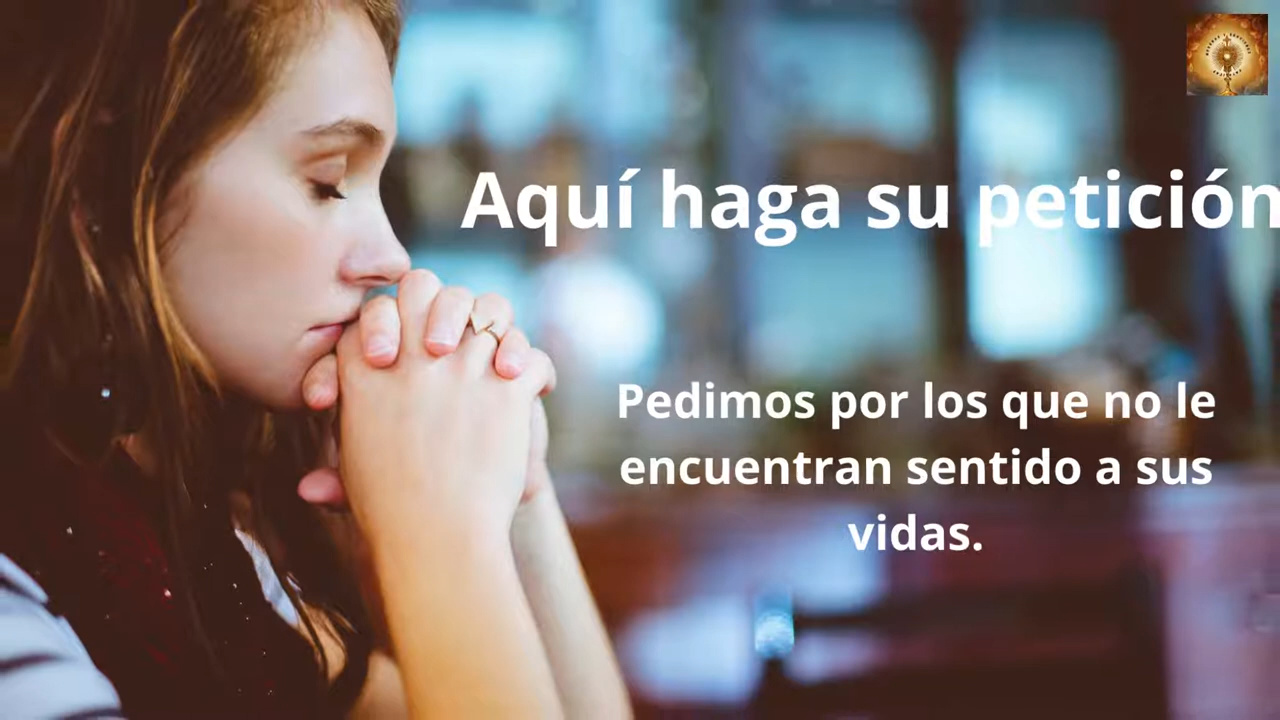 Aquí haga su petición
Pedimos por los que no le
encuentran sentido a sus
vidas.